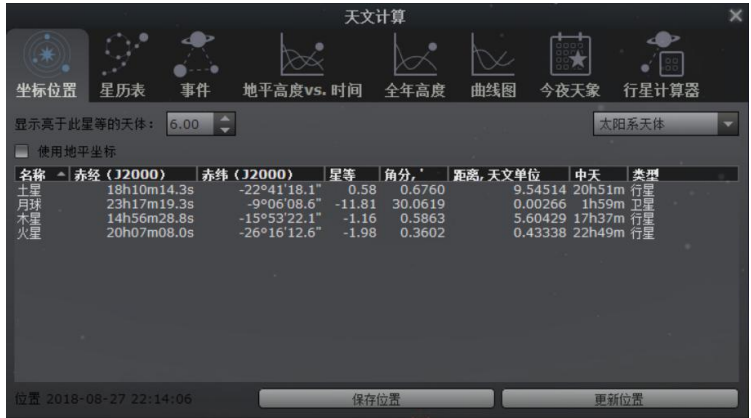 天文计算
坐标位置 星历表 事件 地平高度vs. 时间 全年高度 曲线图 今夜天象 行星计算器
显示亮于此星等的天体: 6.00 太阳系天体
使用地平坐标
名称 赤经 (J2000) 赤纬 (J2000) 星等 角分, ' 距离, 天文单位 中天 类型
土星 18h10m14.3s -22°41'18.1" 0.58 0.6760 9.54514 20h51m 行星
月球 23h17m19.3s -9°06'08.6" -11.81 30.0619 0.00266 1h59m 卫星
木星 14h56m28.8s -15°53'22.1" -1.16 0.5863 5.60429 17h37m 行星
火星 20h07m08.0s -26°16'12.6" -1.98 0.3602 0.43338 22h49m 行星
位置 2018-08-27 22:14:06 保存位置 更新位置